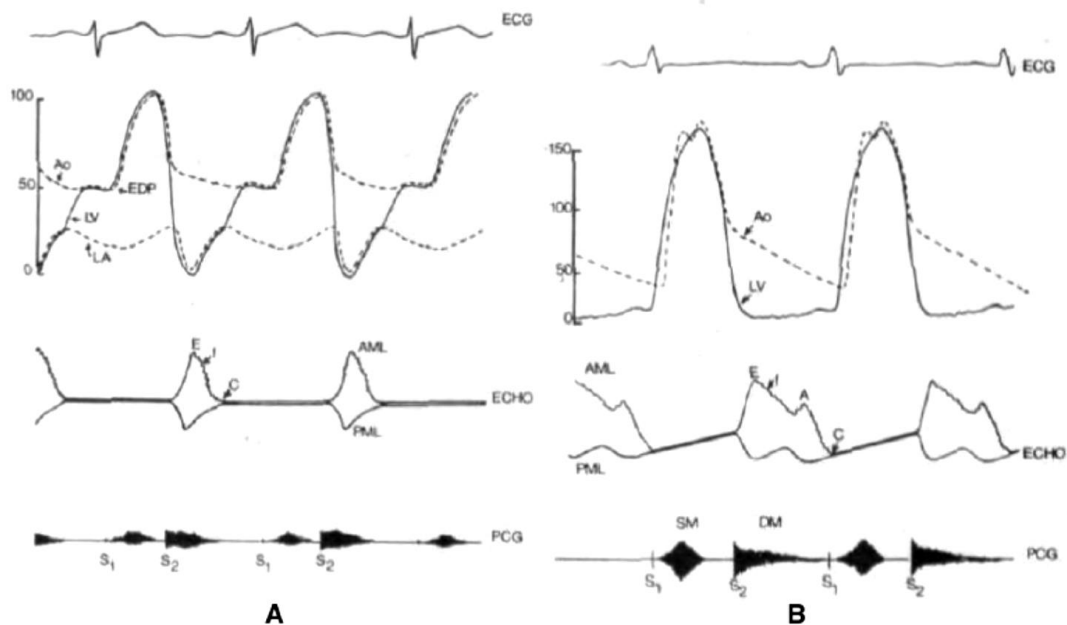 ECG
100
Ao
50
EDP
LV
LA
0
E
f
AML
C
ECHO
PML
PCG
S1 S2 S1 S2
A
ECG
150
100
Ao
50
LV
0
AML
E
f
A
C
PML
ECHO
SM DM
PCG
S1 S2 S1 S2
B